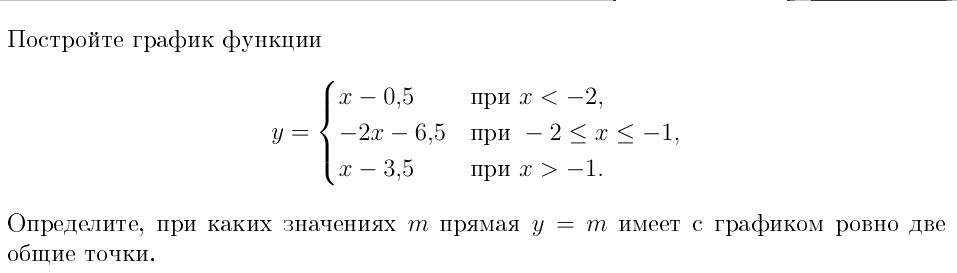 Постройте график функции
y = { x − 0,5 при x < −2,
−2x − 6,5 при −2 ≤ x ≤ −1,
x − 3,5 при x > −1.
Определите, при каких значениях m прямая y = m имеет с графиком ровно две
общие точки.